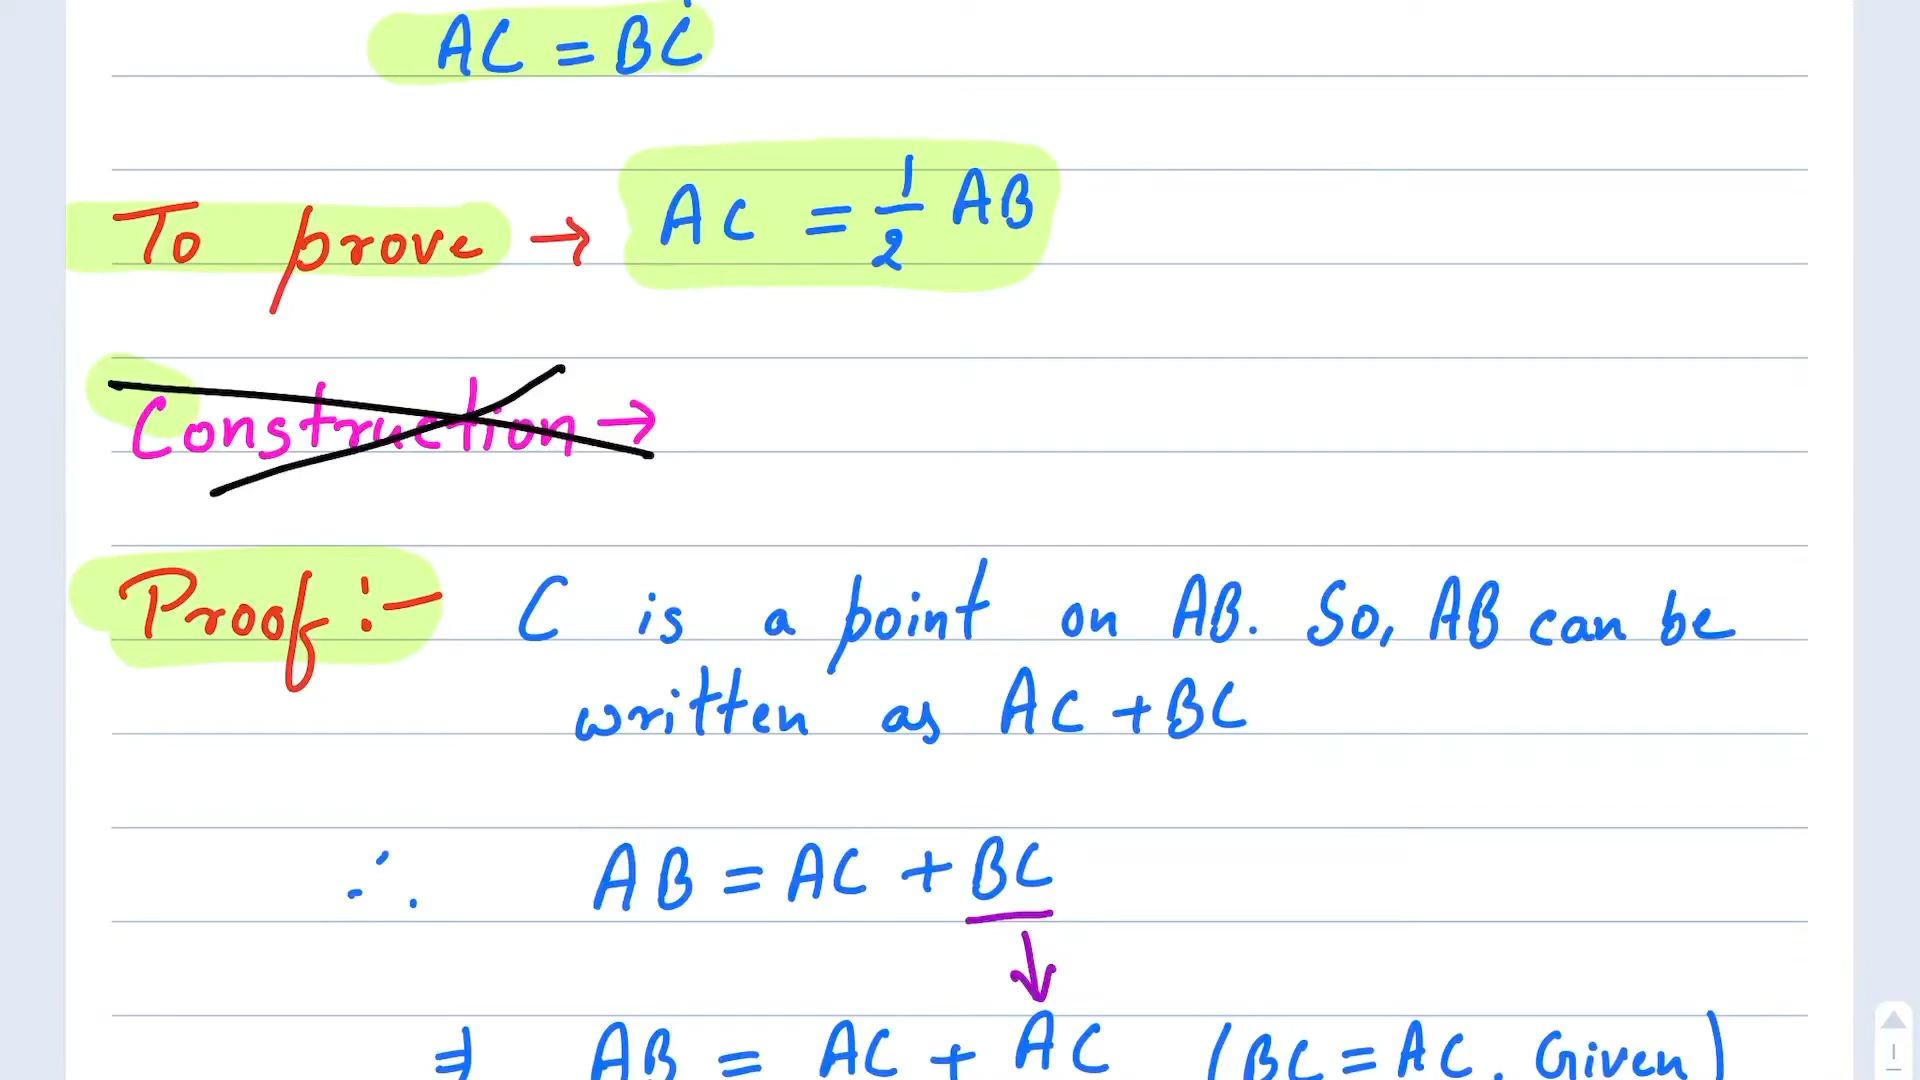 AC = BC
To prove → AC = 1/2 AB
Construction →
Proof :- C is a point on AB. So, AB can be
written as AC + BC
∴ AB = AC + BC
⇒ AB = AC + AC (BC = AC, Given)